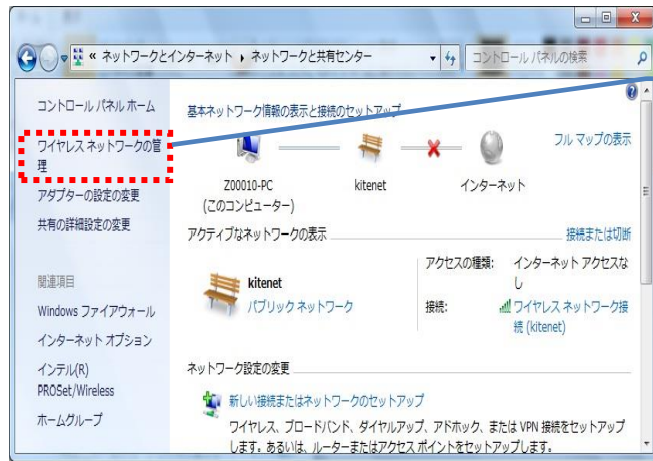 « ネットワークとインターネット ▸ ネットワークと共有センター
コントロール パネルの検索
コントロール パネル ホーム
ワイヤレス ネットワークの管
理
アダプターの設定の変更
共有の詳細設定の変更
関連項目
Windows ファイアウォール
インターネット オプション
インテル(R)
PROSet/Wireless
ホームグループ
基本ネットワーク情報の表示と接続のセットアップ
フル マップの表示
Z00010-PC
(このコンピューター)
kitenet
インターネット
アクティブなネットワークの表示
接続または切断
kitenet
パブリック ネットワーク
アクセスの種類: インターネット アクセスな
し
接続: ワイヤレス ネットワーク接
続 (kitenet)
ネットワーク設定の変更
新しい接続またはネットワークのセットアップ
ワイヤレス、ブロードバンド、ダイヤルアップ、アドホック、または VPN 接続をセットアップ
します。あるいは、ルーターまたはアクセス ポイントをセットアップします。